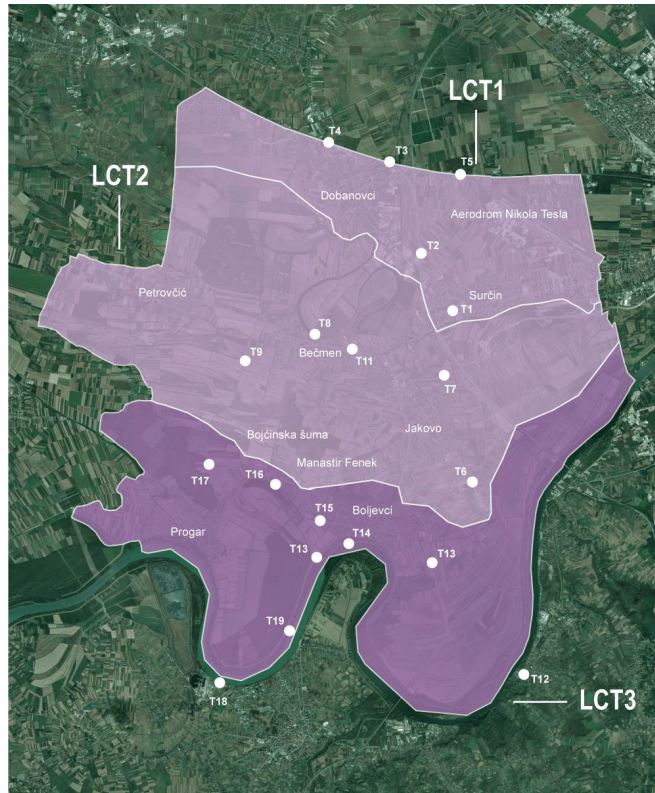 LCT1
T4
T3
T5
LCT2
Dobanovci
Aerodrom Nikola Tesla
T2
Petrovčić
Surčin
T1
T8
Bečmen
T9
T11
T7
Jakovo
Bojćinska šuma
Manastir Fenek
T6
T17
T16
Boljevci
T15
Progar
T14
T13
T13
T19
T12
T18
LCT3